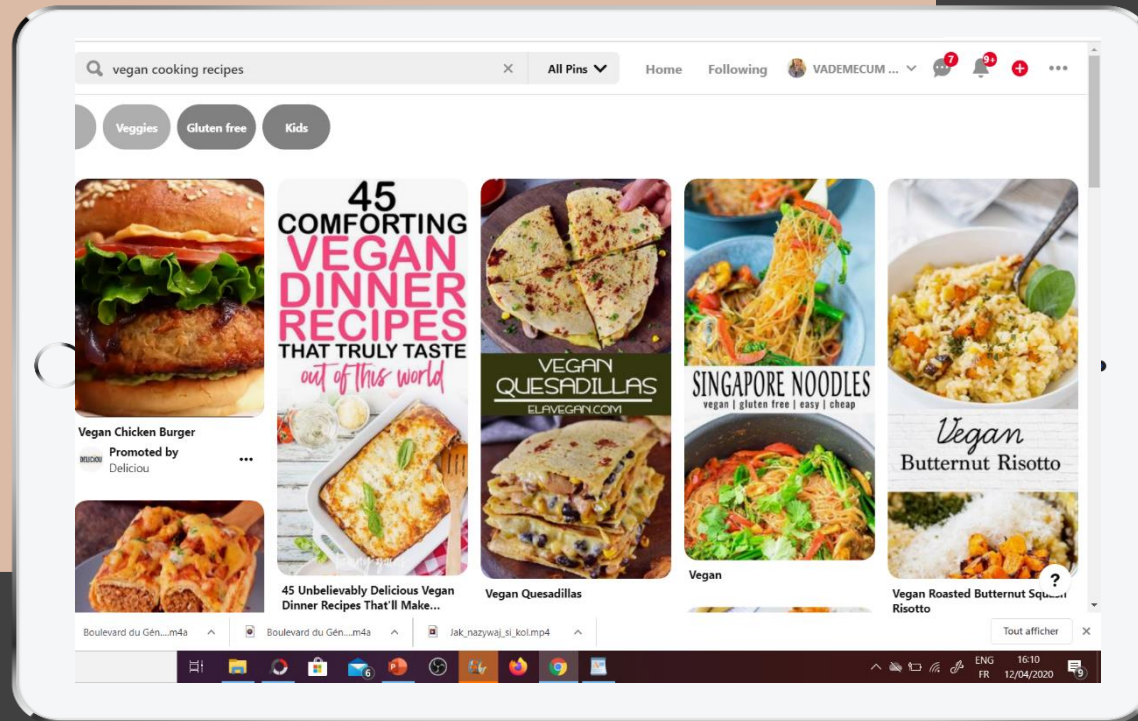 vegan cooking recipes
All Pins
Home
Following
VADEMECUM ...
7
9+
Veggies
Gluten free
Kids
45
COMFORTING
VEGAN
DINNER
RECIPES
THAT TRULY TASTE
out of this world
VEGAN
QUESADILLAS
ELAVEGAN.COM
SINGAPORE NOODLES
vegan | gluten free | easy | cheap
Vegan
Butternut Risotto
Vegan Chicken Burger
DELICIOU
Promoted by
Deliciou
45 Unbelievably Delicious Vegan
Dinner Recipes That'll Make...
Vegan Quesadillas
Vegan
Vegan Roasted Butternut Squash
Risotto
?
Boulevard du Gén....m4a
Boulevard du Gén....m4a
Jak_nazywaj_si_kol.mp4
Tout afficher
6
ENG
FR
16:10
12/04/2020
9